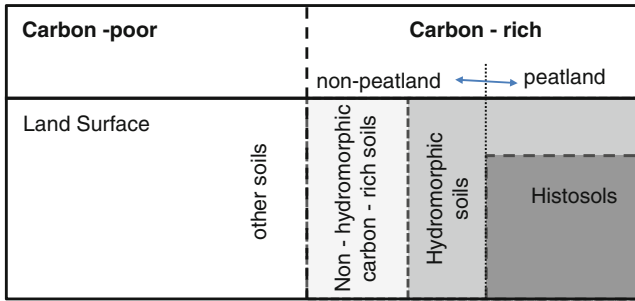 Carbon -poor
Carbon - rich
non-peatland
peatland
Land Surface
other soils
Non - hydromorphic
carbon - rich soils
Hydromorphic
soils
Histosols